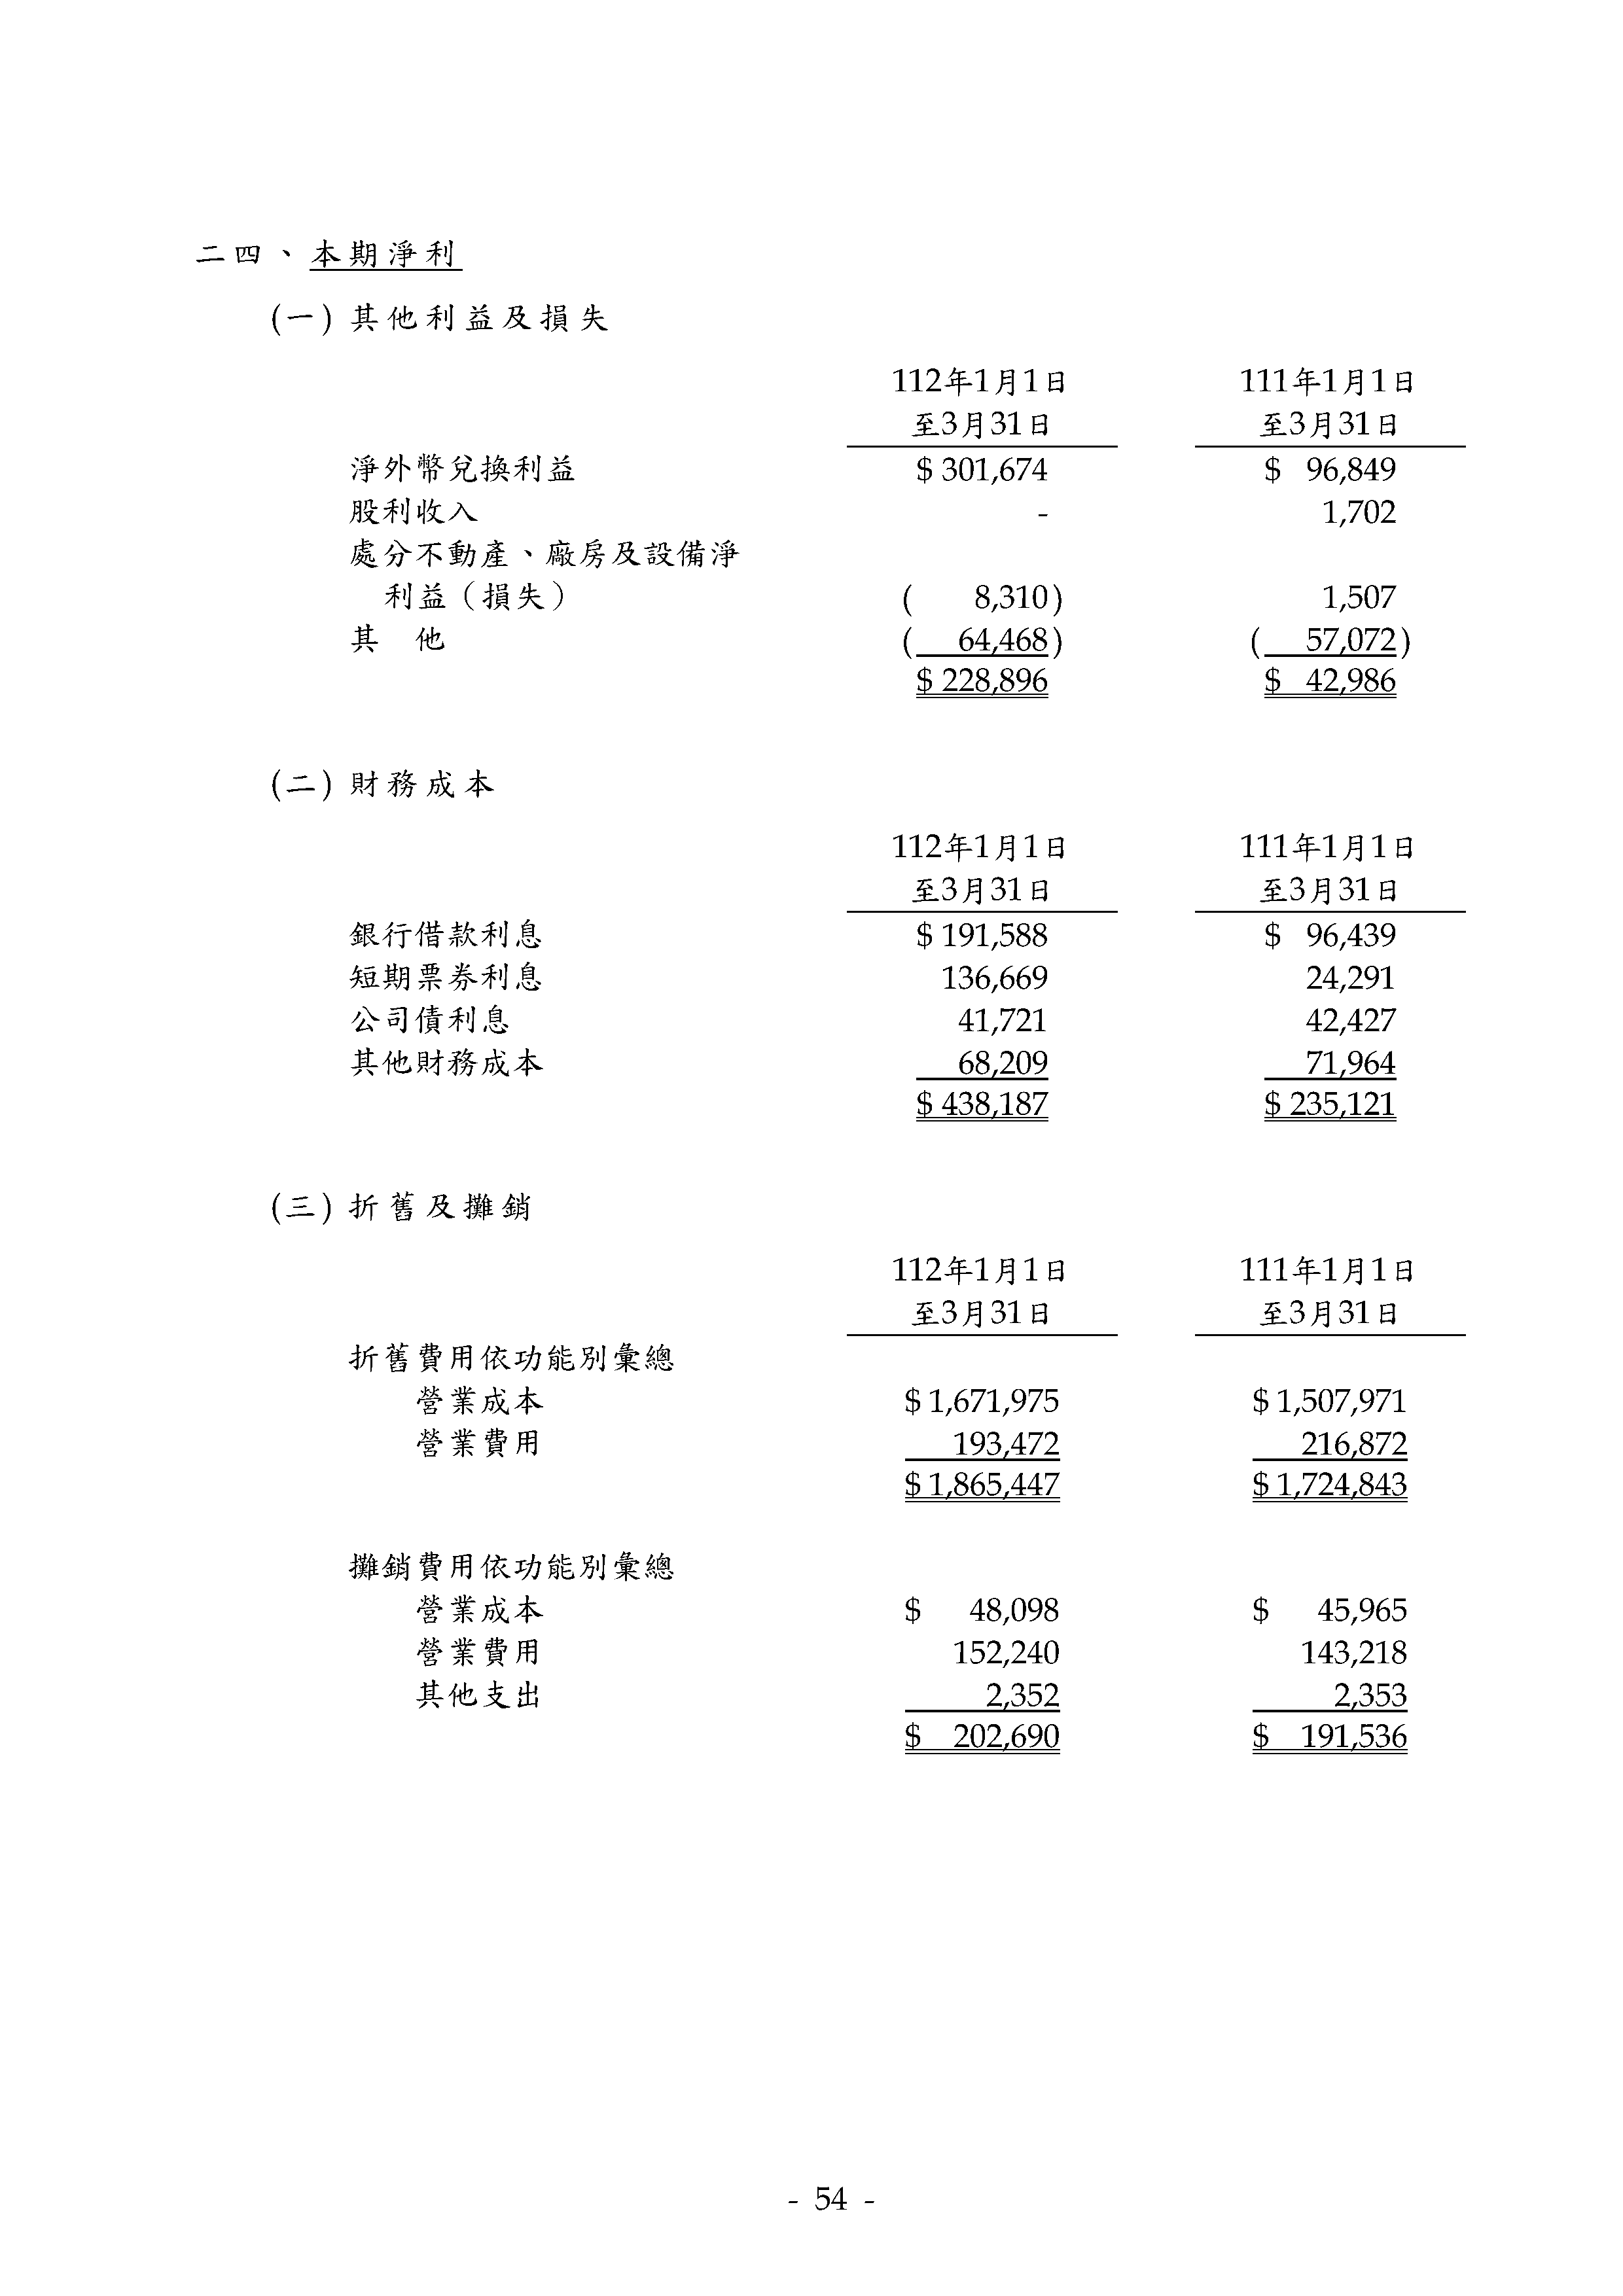 二四、本期淨利
(一) 其他利益及損失
112年1月1日 111年1月1日
至3月31日 至3月31日
淨外幣兌換利益 $ 301,674 $ 96,849
股利收入 - 1,702
處分不動產、廠房及設備淨
利益（損失） ( 8,310) 1,507
其　他 ( 64,468) ( 57,072)
$ 228,896 $ 42,986
(二) 財務成本
112年1月1日 111年1月1日
至3月31日 至3月31日
銀行借款利息 $ 191,588 $ 96,439
短期票券利息 136,669 24,291
公司債利息 41,721 42,427
其他財務成本 68,209 71,964
$ 438,187 $ 235,121
(三) 折舊及攤銷
112年1月1日 111年1月1日
至3月31日 至3月31日
折舊費用依功能別彙總
營業成本 $ 1,671,975 $ 1,507,971
營業費用 193,472 216,872
$ 1,865,447 $ 1,724,843
攤銷費用依功能別彙總
營業成本 $ 48,098 $ 45,965
營業費用 152,240 143,218
其他支出 2,352 2,353
$ 202,690 $ 191,536
- 54 -